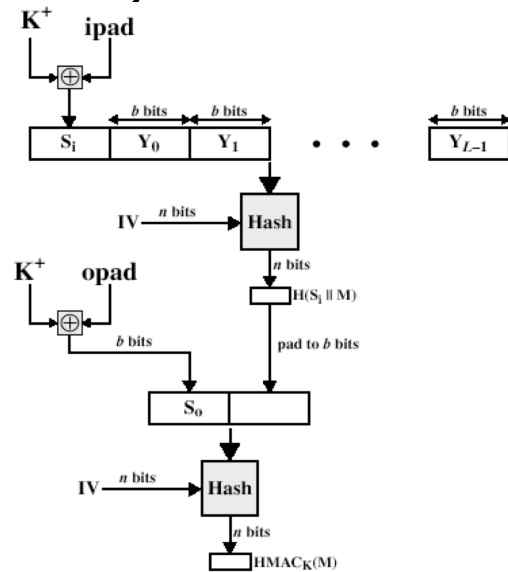 K+ ipad
⊕
b bits b bits b bits
Si Y0 Y1 • • • YL–1
IV n bits Hash
n bits
K+ opad
H(Si || M)
⊕
b bits
pad to b bits
So
IV n bits Hash
n bits
HMACK(M)